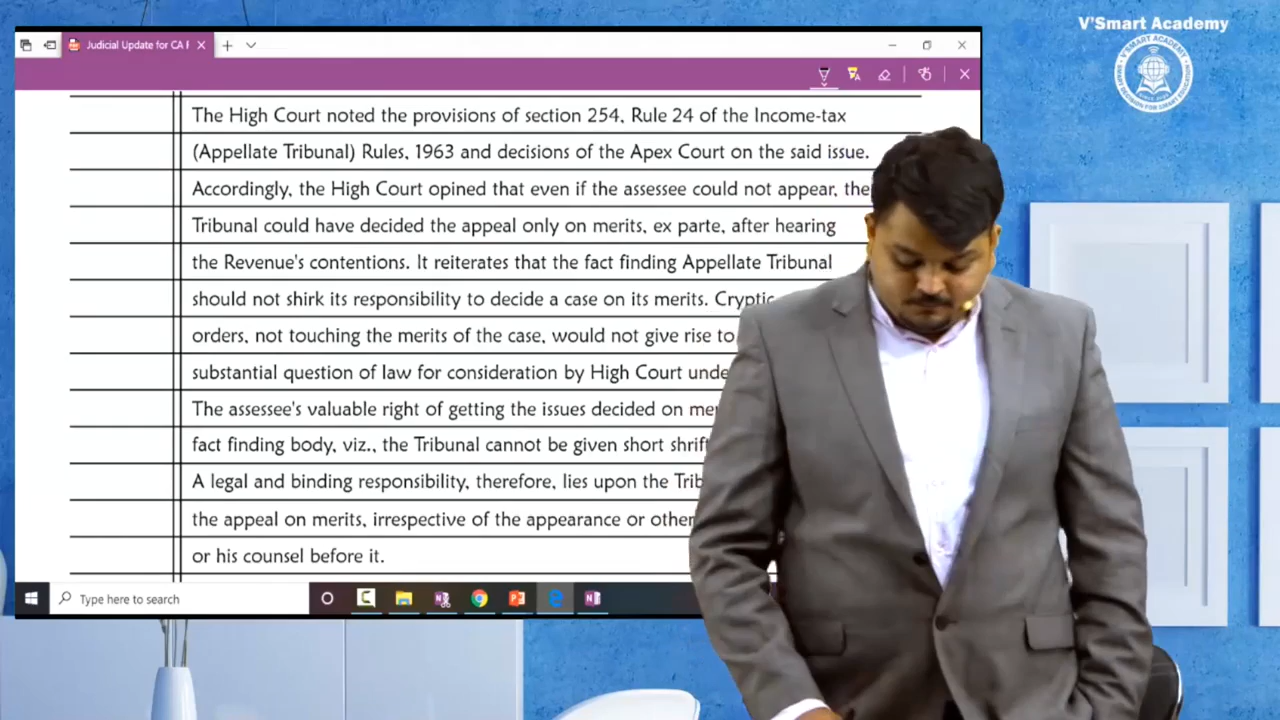 V'Smart Academy
V'SMART ACADEMY
Judicial Update for CA F
The High Court noted the provisions of section 254, Rule 24 of the Income-tax
(Appellate Tribunal) Rules, 1963 and decisions of the Apex Court on the said issue.
Accordingly, the High Court opined that even if the assessee could not appear, the
Tribunal could have decided the appeal only on merits, ex parte, after hearing
the Revenue's contentions. It reiterates that the fact finding Appellate Tribunal
should not shirk its responsibility to decide a case on its merits. Cryptic
orders, not touching the merits of the case, would not give rise to
substantial question of law for consideration by High Court unde
The assessee's valuable right of getting the issues decided on me
fact finding body, viz., the Tribunal cannot be given short shrift
A legal and binding responsibility, therefore, lies upon the Trib
the appeal on merits, irrespective of the appearance or other
or his counsel before it.
Type here to search